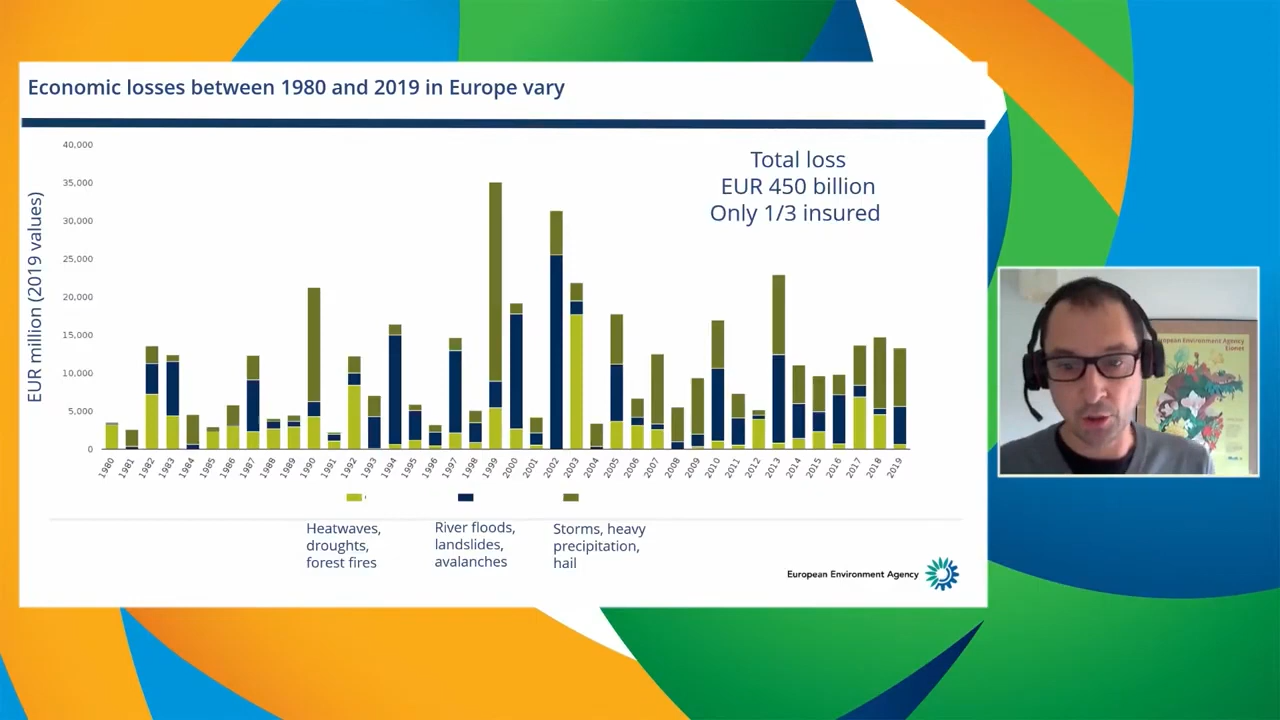 Economic losses between 1980 and 2019 in Europe vary
EUR million (2019 values)
40,000
35,000
30,000
25,000
20,000
15,000
10,000
5,000
0
Total loss
EUR 450 billion
Only 1/3 insured
1980 1981 1982 1983 1984 1985 1986 1987 1988 1989 1990 1991 1992 1993 1994 1995 1996 1997 1998 1999 2000 2001 2002 2003 2004 2005 2006 2007 2008 2009 2010 2011 2012 2013 2014 2015 2016 2017 2018 2019
Heatwaves,
droughts,
forest fires
River floods,
landslides,
avalanches
Storms, heavy
precipitation,
hail
European Environment Agency
European Environment Agency
Eionet